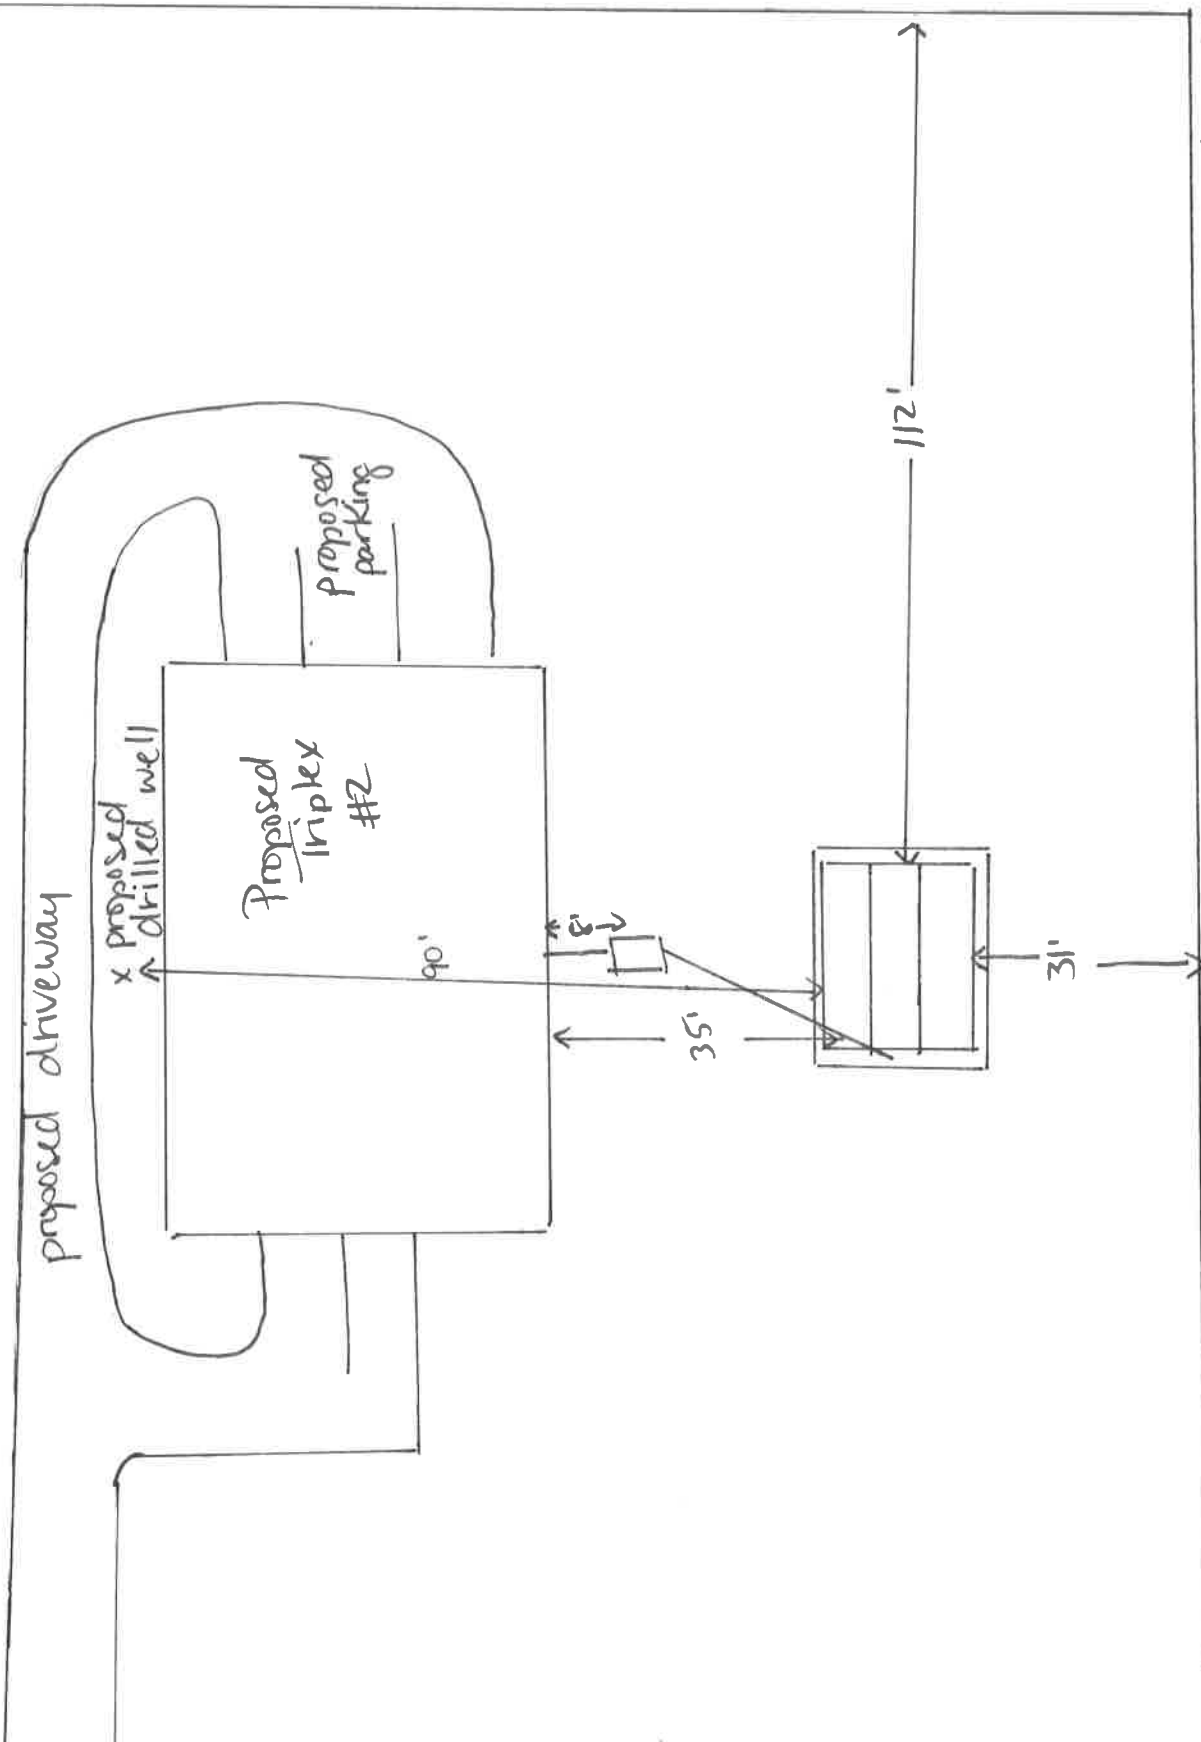 proposed driveway
x proposed
drilled well
Proposed
Triplex
#2
proposed
parking
90'
8'
35'
112'
31'